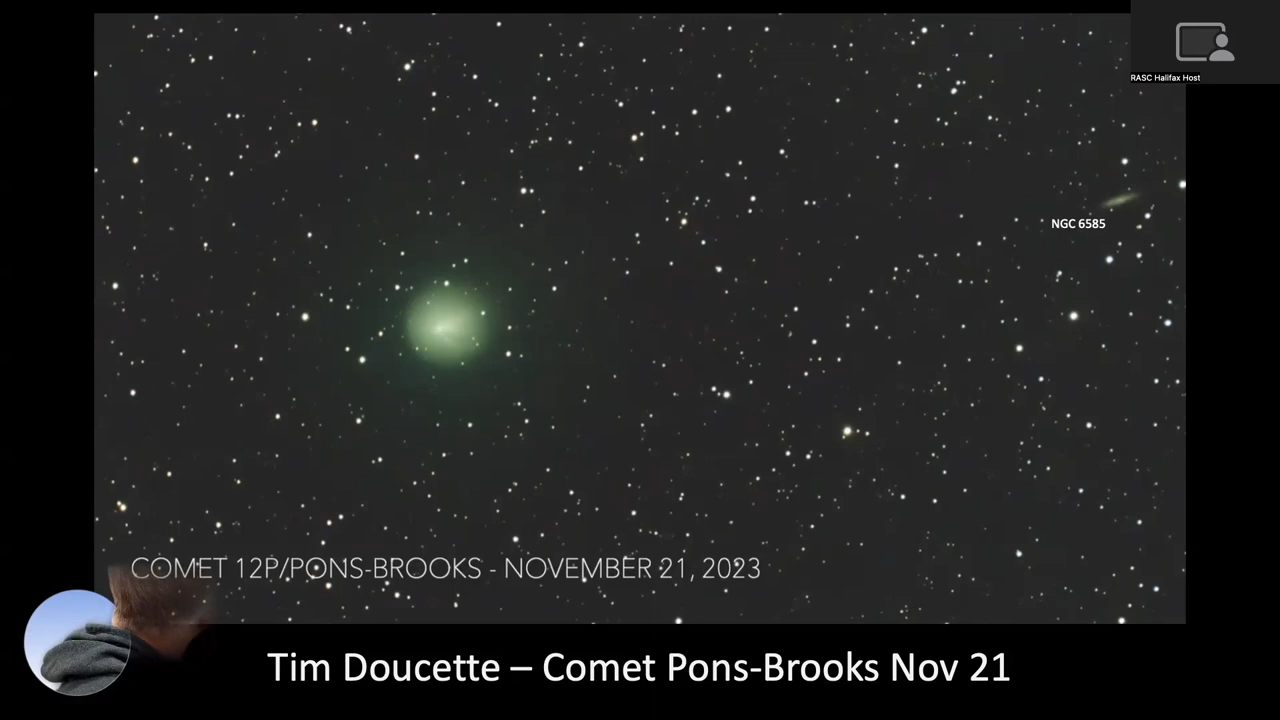 RASC Halifax Host
NGC 6585
COMET 12P/PONS-BROOKS - NOVEMBER 21, 2023
Tim Doucette – Comet Pons-Brooks Nov 21